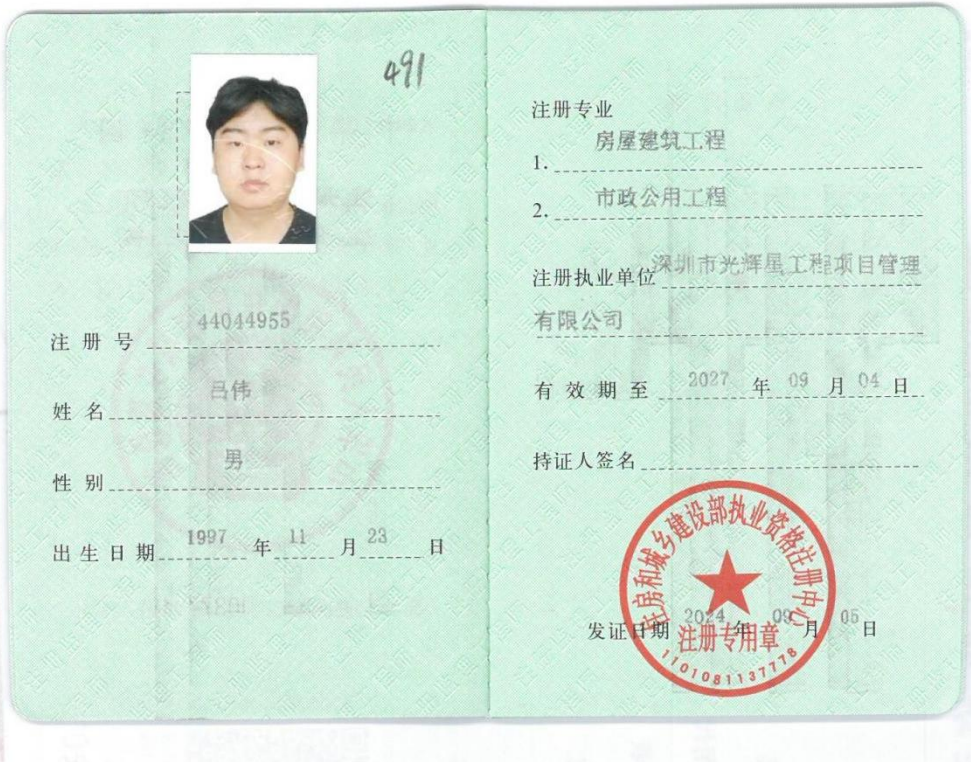 491
注册号 44044955
姓名 吕伟
性别 男
出生日期 1997 年 11 月 23 日
注册专业
1. 房屋建筑工程
2. 市政公用工程
注册执业单位 深圳市光辉星工程项目管理
有限公司
有效期至 2027 年 09 月 04 日
持证人签名
住房和城乡建设部执业资格注册中心
发证日期 2024 年 09 月 05 日
注册专用章
1101081137778